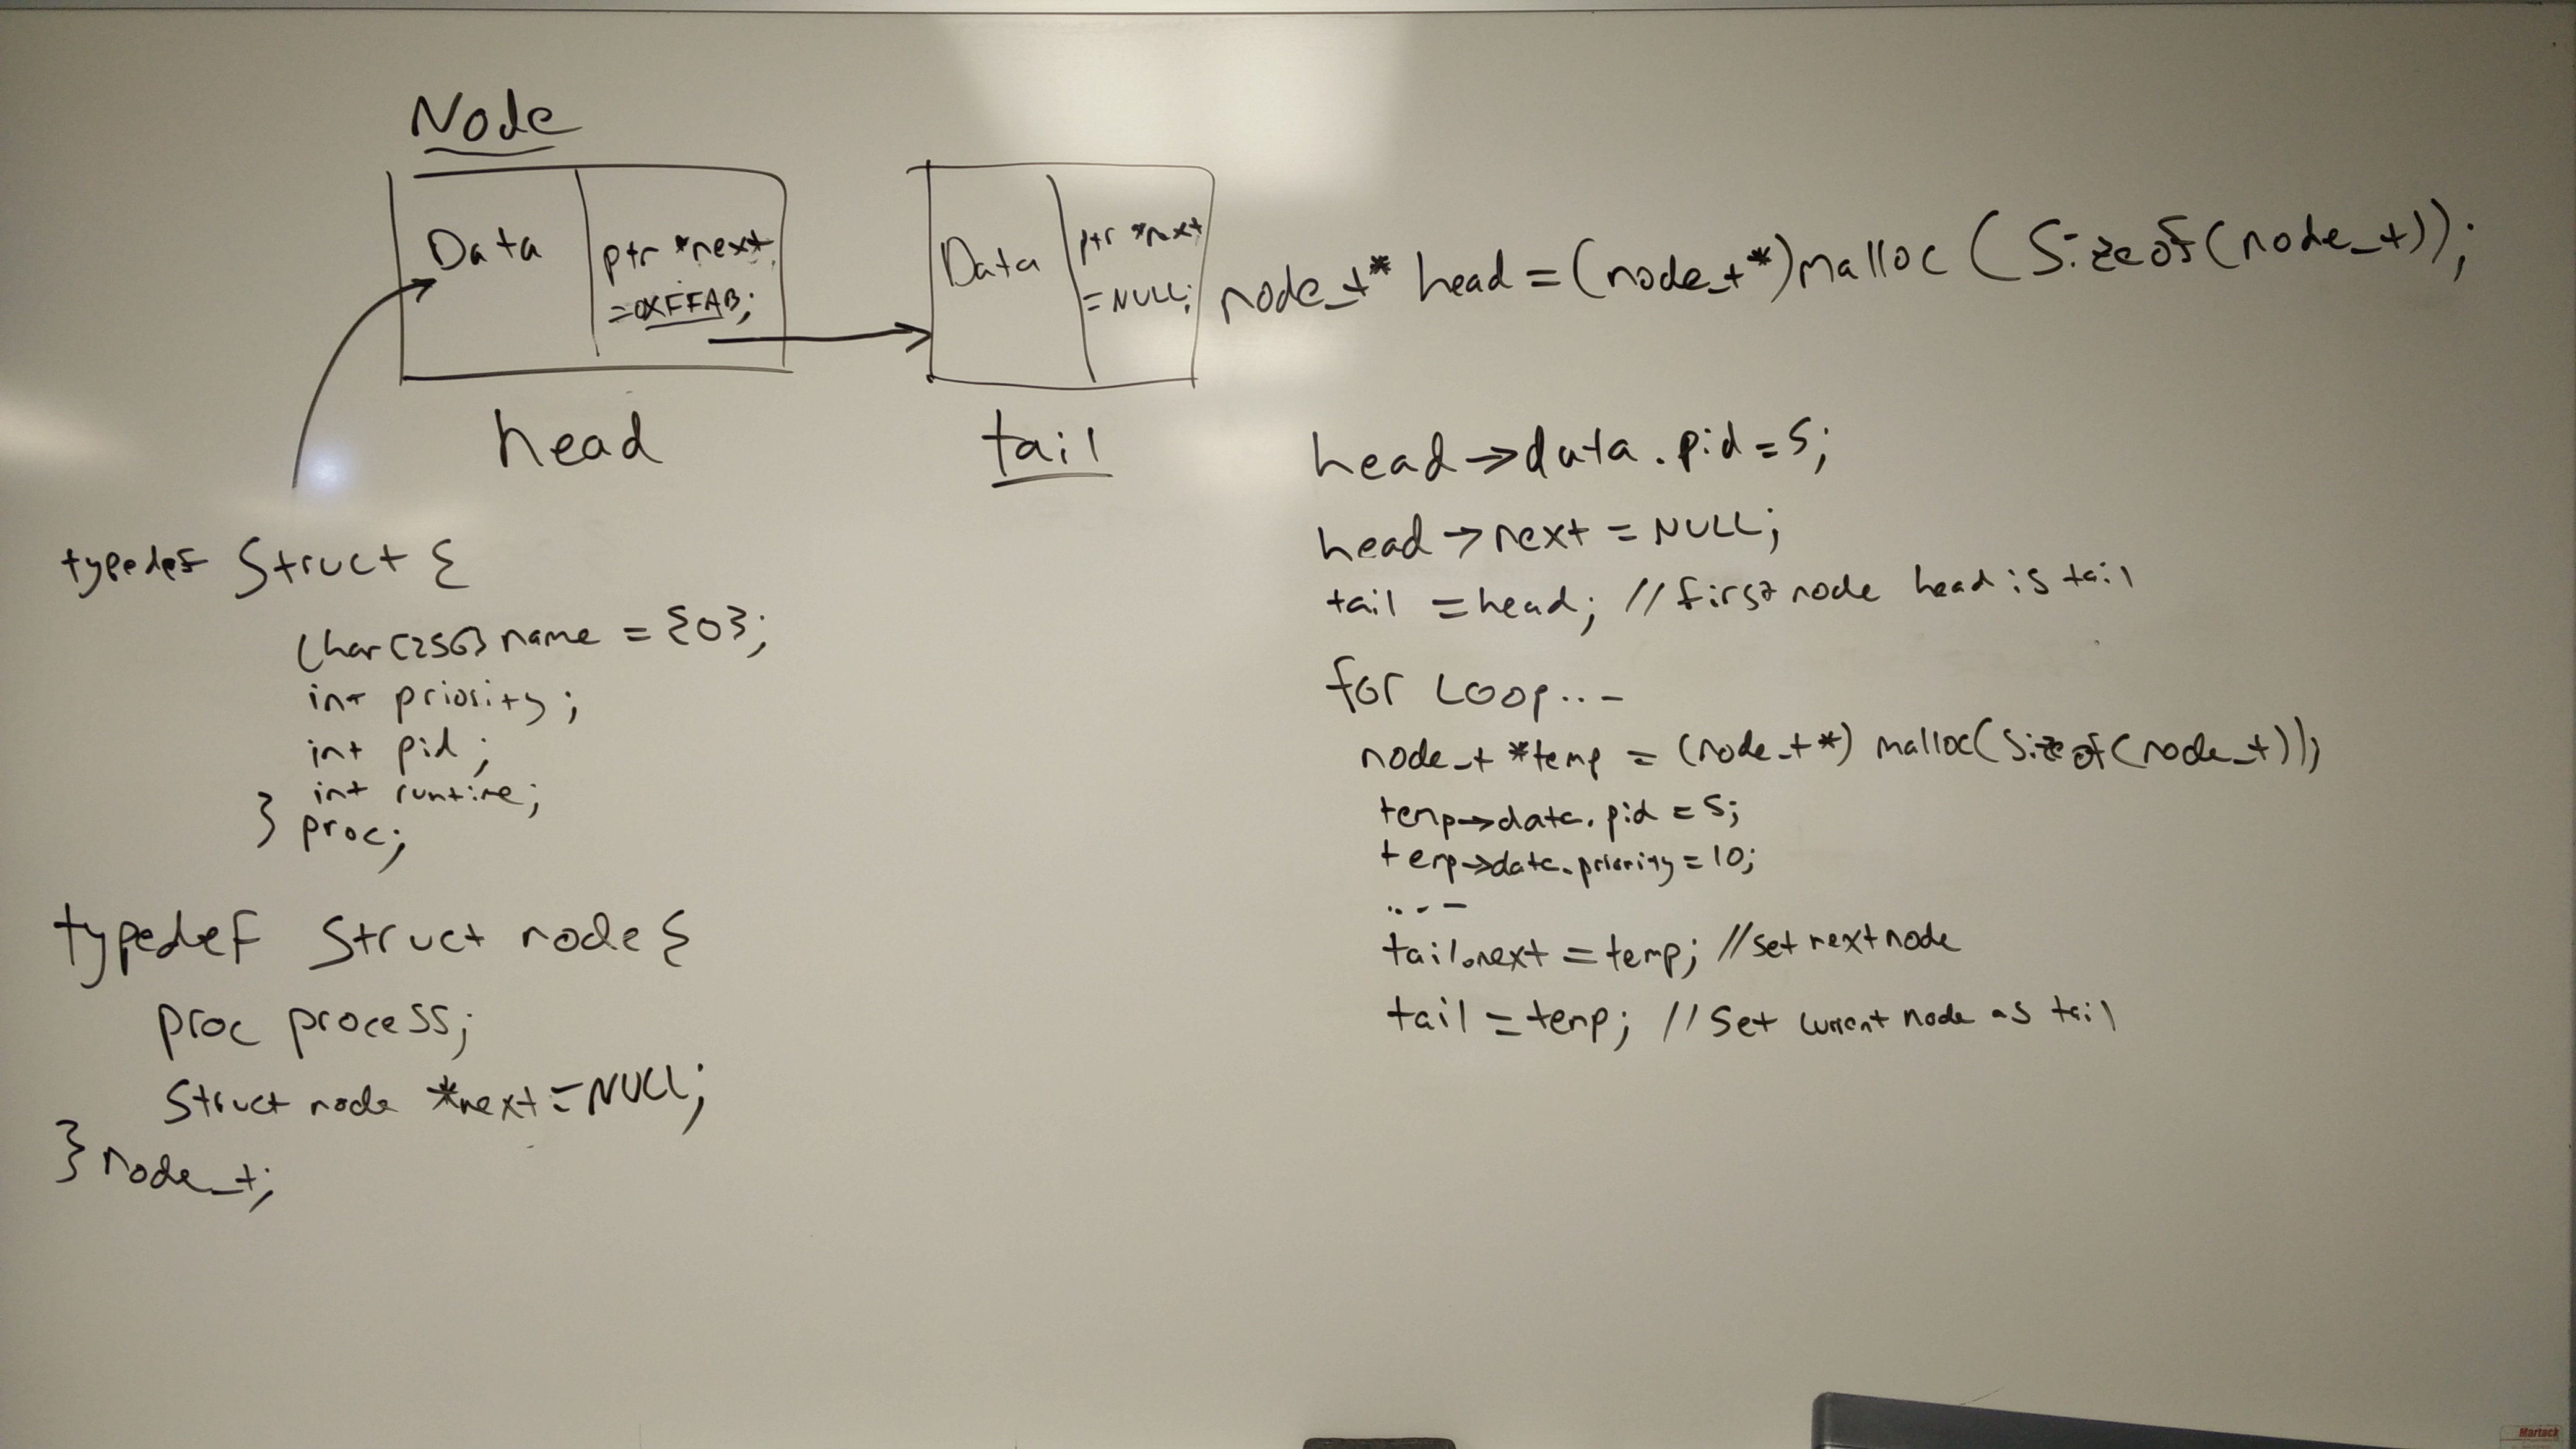 Node
Data
ptr *next
=0XFFAB;
head
Data
ptr *next
=NULL;
tail
typedef Struct {
char[256] name = {0};
int priority;
int pid;
int runtime;
} proc;
typedef Struct node {
proc process;
Struct node *next=NULL;
} node_t;
node_t* head = (node_t*)malloc (Sizeof(node_t));
head->data.pid=5;
head->next = NULL;
tail = head; //first node head is tail
for Loop...
node_t *temp = (node_t*) malloc(Sizeof(node_t));
temp->data.pid = 5;
temp->data.priority=10;
...
tail.next = temp; //set next node
tail = temp; //Set current node as tail
Martack